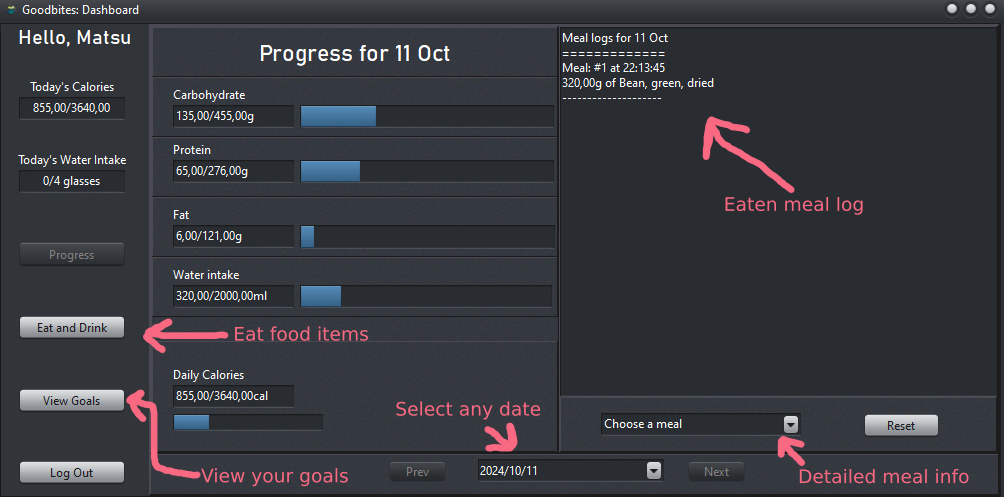 Goodbites: Dashboard
Hello, Matsu
Today's Calories
855,00/3640,00
Today's Water Intake
0/4 glasses
Progress
Eat and Drink
View Goals
Log Out
Progress for 11 Oct
Carbohydrate
135,00/455,00g
Protein
65,00/276,00g
Fat
6,00/121,00g
Water intake
320,00/2000,00ml
Eat food items
Daily Calories
855,00/3640,00cal
Select any date
View your goals
Prev
2024/10/11
Next
Meal logs for 11 Oct
=============
Meal: #1 at 22:13:45
320,00g of Bean, green, dried
--------------------
Eaten meal log
Choose a meal
Reset
Detailed meal info